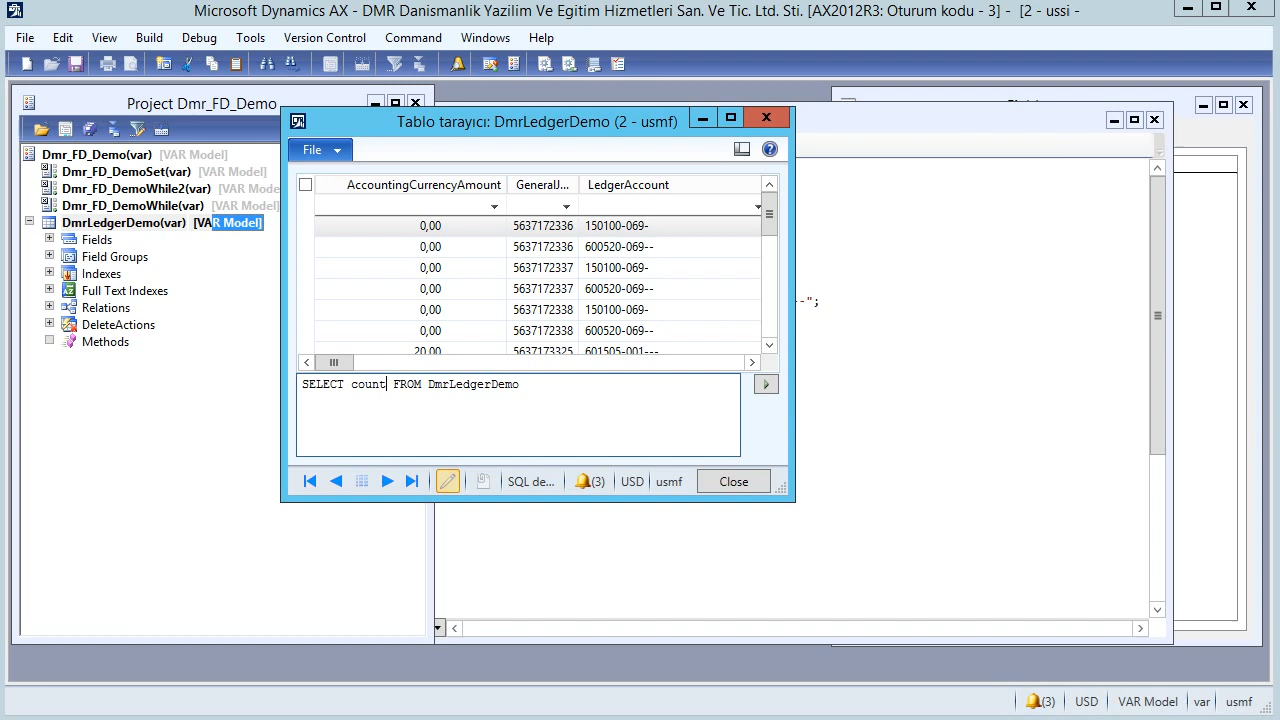 Microsoft Dynamics AX - DMR Danismanlik Yazilim Ve Egitim Hizmetleri San. Ve Tic. Ltd. Sti. [AX2012R3: Oturum kodu - 3] - [2 - ussi -
File Edit View Build Debug Tools Version Control Command Windows Help
Project Dmr_FD_Demo
Dmr_FD_Demo(var) [VAR Model]
Dmr_FD_DemoSet(var) [VAR Model]
Dmr_FD_DemoWhile2(var) [VAR Mode
Dmr_FD_DemoWhile(var) [VAR Model]
DmrLedgerDemo(var) [VAR Model]
Fields
Field Groups
Indexes
Full Text Indexes
Relations
DeleteActions
Methods
Tablo tarayıcı: DmrLedgerDemo (2 - usmf)
File
AccountingCurrencyAmount GeneralJ... LedgerAccount
0,00 5637172336 150100-069-
0,00 5637172336 600520-069--
0,00 5637172337 150100-069-
0,00 5637172337 600520-069--
0,00 5637172338 150100-069-
0,00 5637172338 600520-069--
20,00 5637173325 601505-001---
SELECT count FROM DmrLedgerDemo
SQL de... (3) USD usmf Close
--";
(3) USD VAR Model var usmf